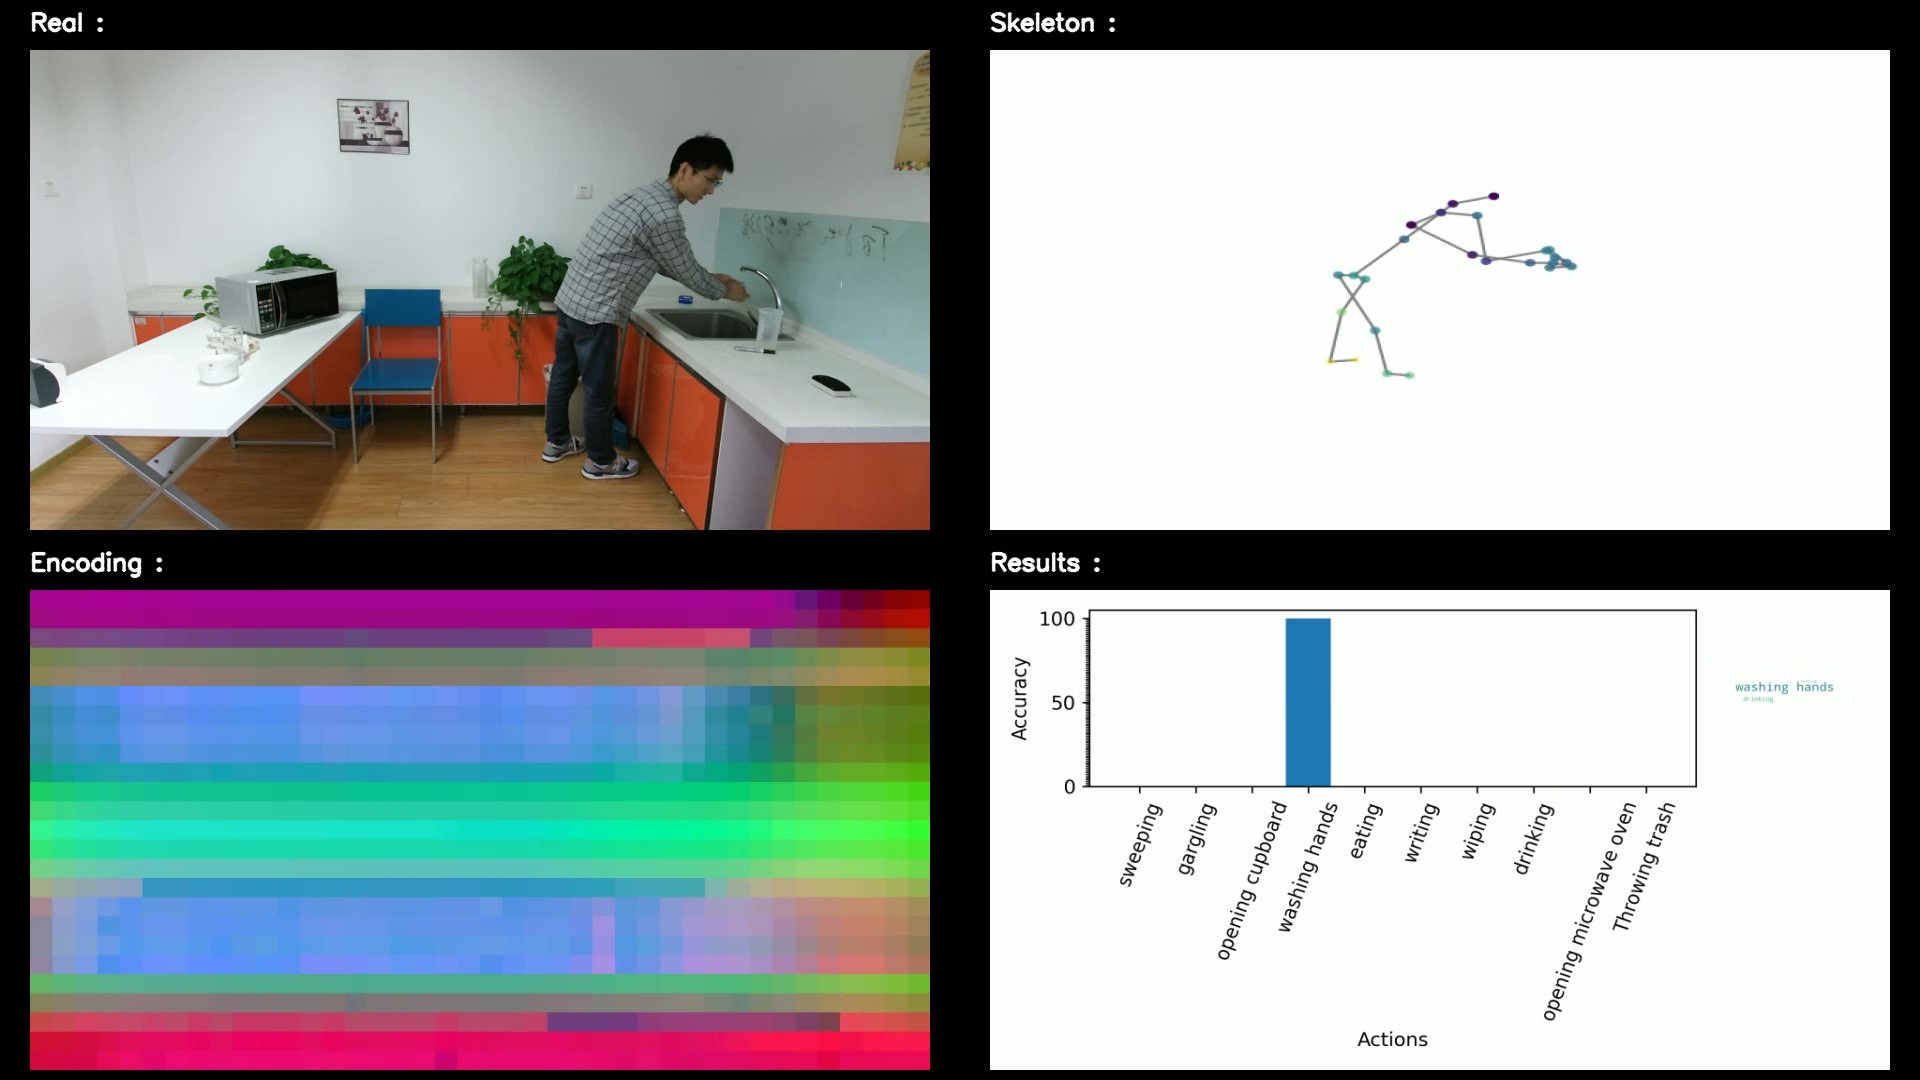 Real :
Skeleton :
Encoding :
Results :
100
50
0
Accuracy
sweeping
gargling
opening cupboard
washing hands
eating
writing
wiping
drinking
opening microwave oven
Throwing trash
Actions
washing hands
drinking